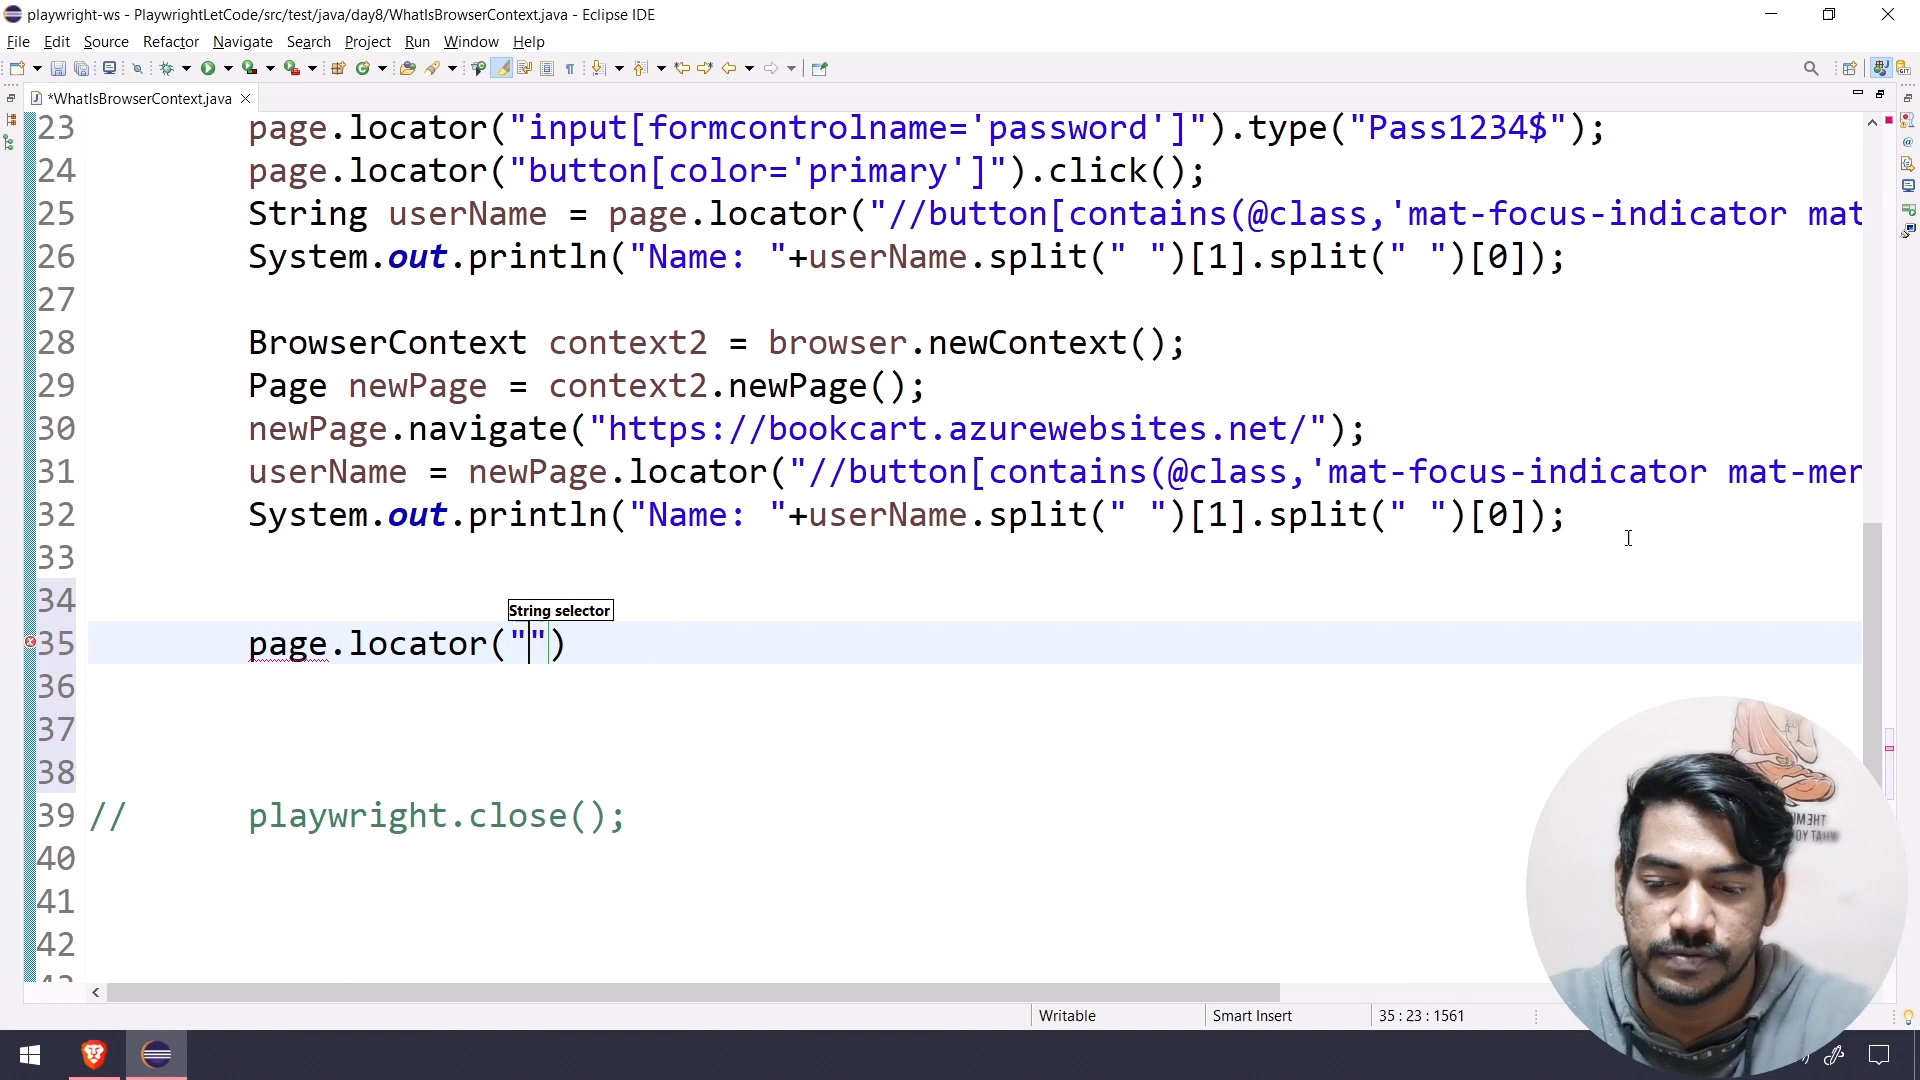 playwright-ws - PlaywrightLetCode/src/test/java/day8/WhatIsBrowserContext.java - Eclipse IDE
File Edit Source Refactor Navigate Search Project Run Window Help
*WhatIsBrowserContext.java
23 page.locator("input[formcontrolname='password']").type("Pass1234$");
24 page.locator("button[color='primary']").click();
25 String userName = page.locator("//button[contains(@class,'mat-focus-indicator mat
26 System.out.println("Name: "+userName.split(" ")[1].split(" ")[0]);
27
28 BrowserContext context2 = browser.newContext();
29 Page newPage = context2.newPage();
30 newPage.navigate("https://bookcart.azurewebsites.net/");
31 userName = newPage.locator("//button[contains(@class,'mat-focus-indicator mat-mer
32 System.out.println("Name: "+userName.split(" ")[1].split(" ")[0]);
33
34
String selector
35 page.locator("")
36
37
38
39 // playwright.close();
40
41
42
Writable Smart Insert 35 : 23 : 1561